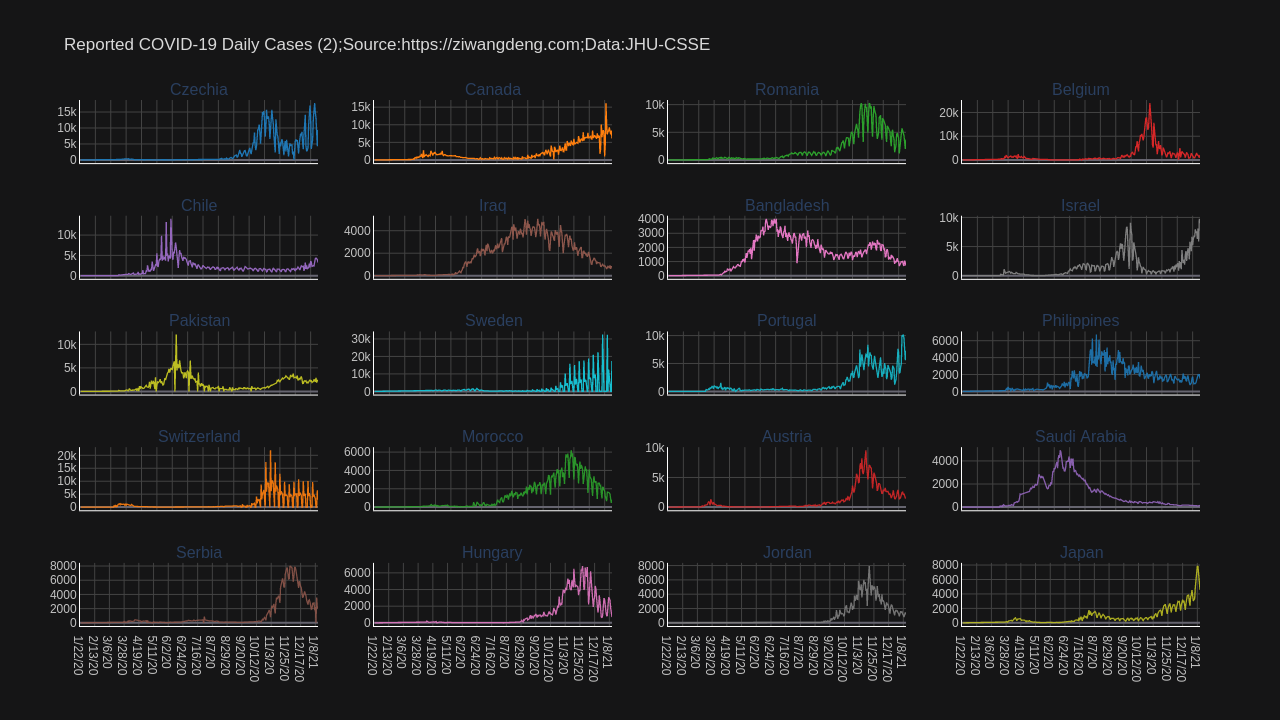 Reported COVID-19 Daily Cases (2);Source:https://ziwangdeng.com;Data:JHU-CSSE
Czechia
Canada
Romania
Belgium
15k
10k
5k
0
15k
10k
5k
0
10k
5k
0
20k
10k
0
Chile
Iraq
Bangladesh
Israel
10k
5k
0
4000
2000
0
4000
3000
2000
1000
0
10k
5k
0
Pakistan
Sweden
Portugal
Philippines
10k
5k
0
30k
20k
10k
0
10k
5k
0
6000
4000
2000
0
Switzerland
Morocco
Austria
Saudi Arabia
20k
15k
10k
5k
0
6000
4000
2000
0
10k
5k
0
4000
2000
0
Serbia
Hungary
Jordan
Japan
8000
6000
4000
2000
0
6000
4000
2000
0
8000
6000
4000
2000
0
8000
6000
4000
2000
0
1/22/20 2/13/20 3/6/20 3/28/20 4/19/20 5/11/20 6/2/20 6/24/20 7/16/20 8/7/20 8/29/20 9/20/20 10/12/20 11/3/20 11/25/20 12/17/20 1/8/21
1/22/20 2/13/20 3/6/20 3/28/20 4/19/20 5/11/20 6/2/20 6/24/20 7/16/20 8/7/20 8/29/20 9/20/20 10/12/20 11/3/20 11/25/20 12/17/20 1/8/21
1/22/20 2/13/20 3/6/20 3/28/20 4/19/20 5/11/20 6/2/20 6/24/20 7/16/20 8/7/20 8/29/20 9/20/20 10/12/20 11/3/20 11/25/20 12/17/20 1/8/21
1/22/20 2/13/20 3/6/20 3/28/20 4/19/20 5/11/20 6/2/20 6/24/20 7/16/20 8/7/20 8/29/20 9/20/20 10/12/20 11/3/20 11/25/20 12/17/20 1/8/21